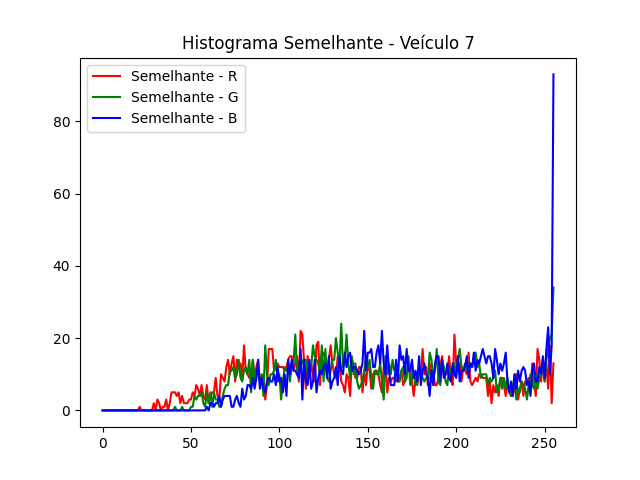 Histograma Semelhante - Veículo 7
Semelhante - R
Semelhante - G
Semelhante - B
80
60
40
20
0
0 50 100 150 200 250